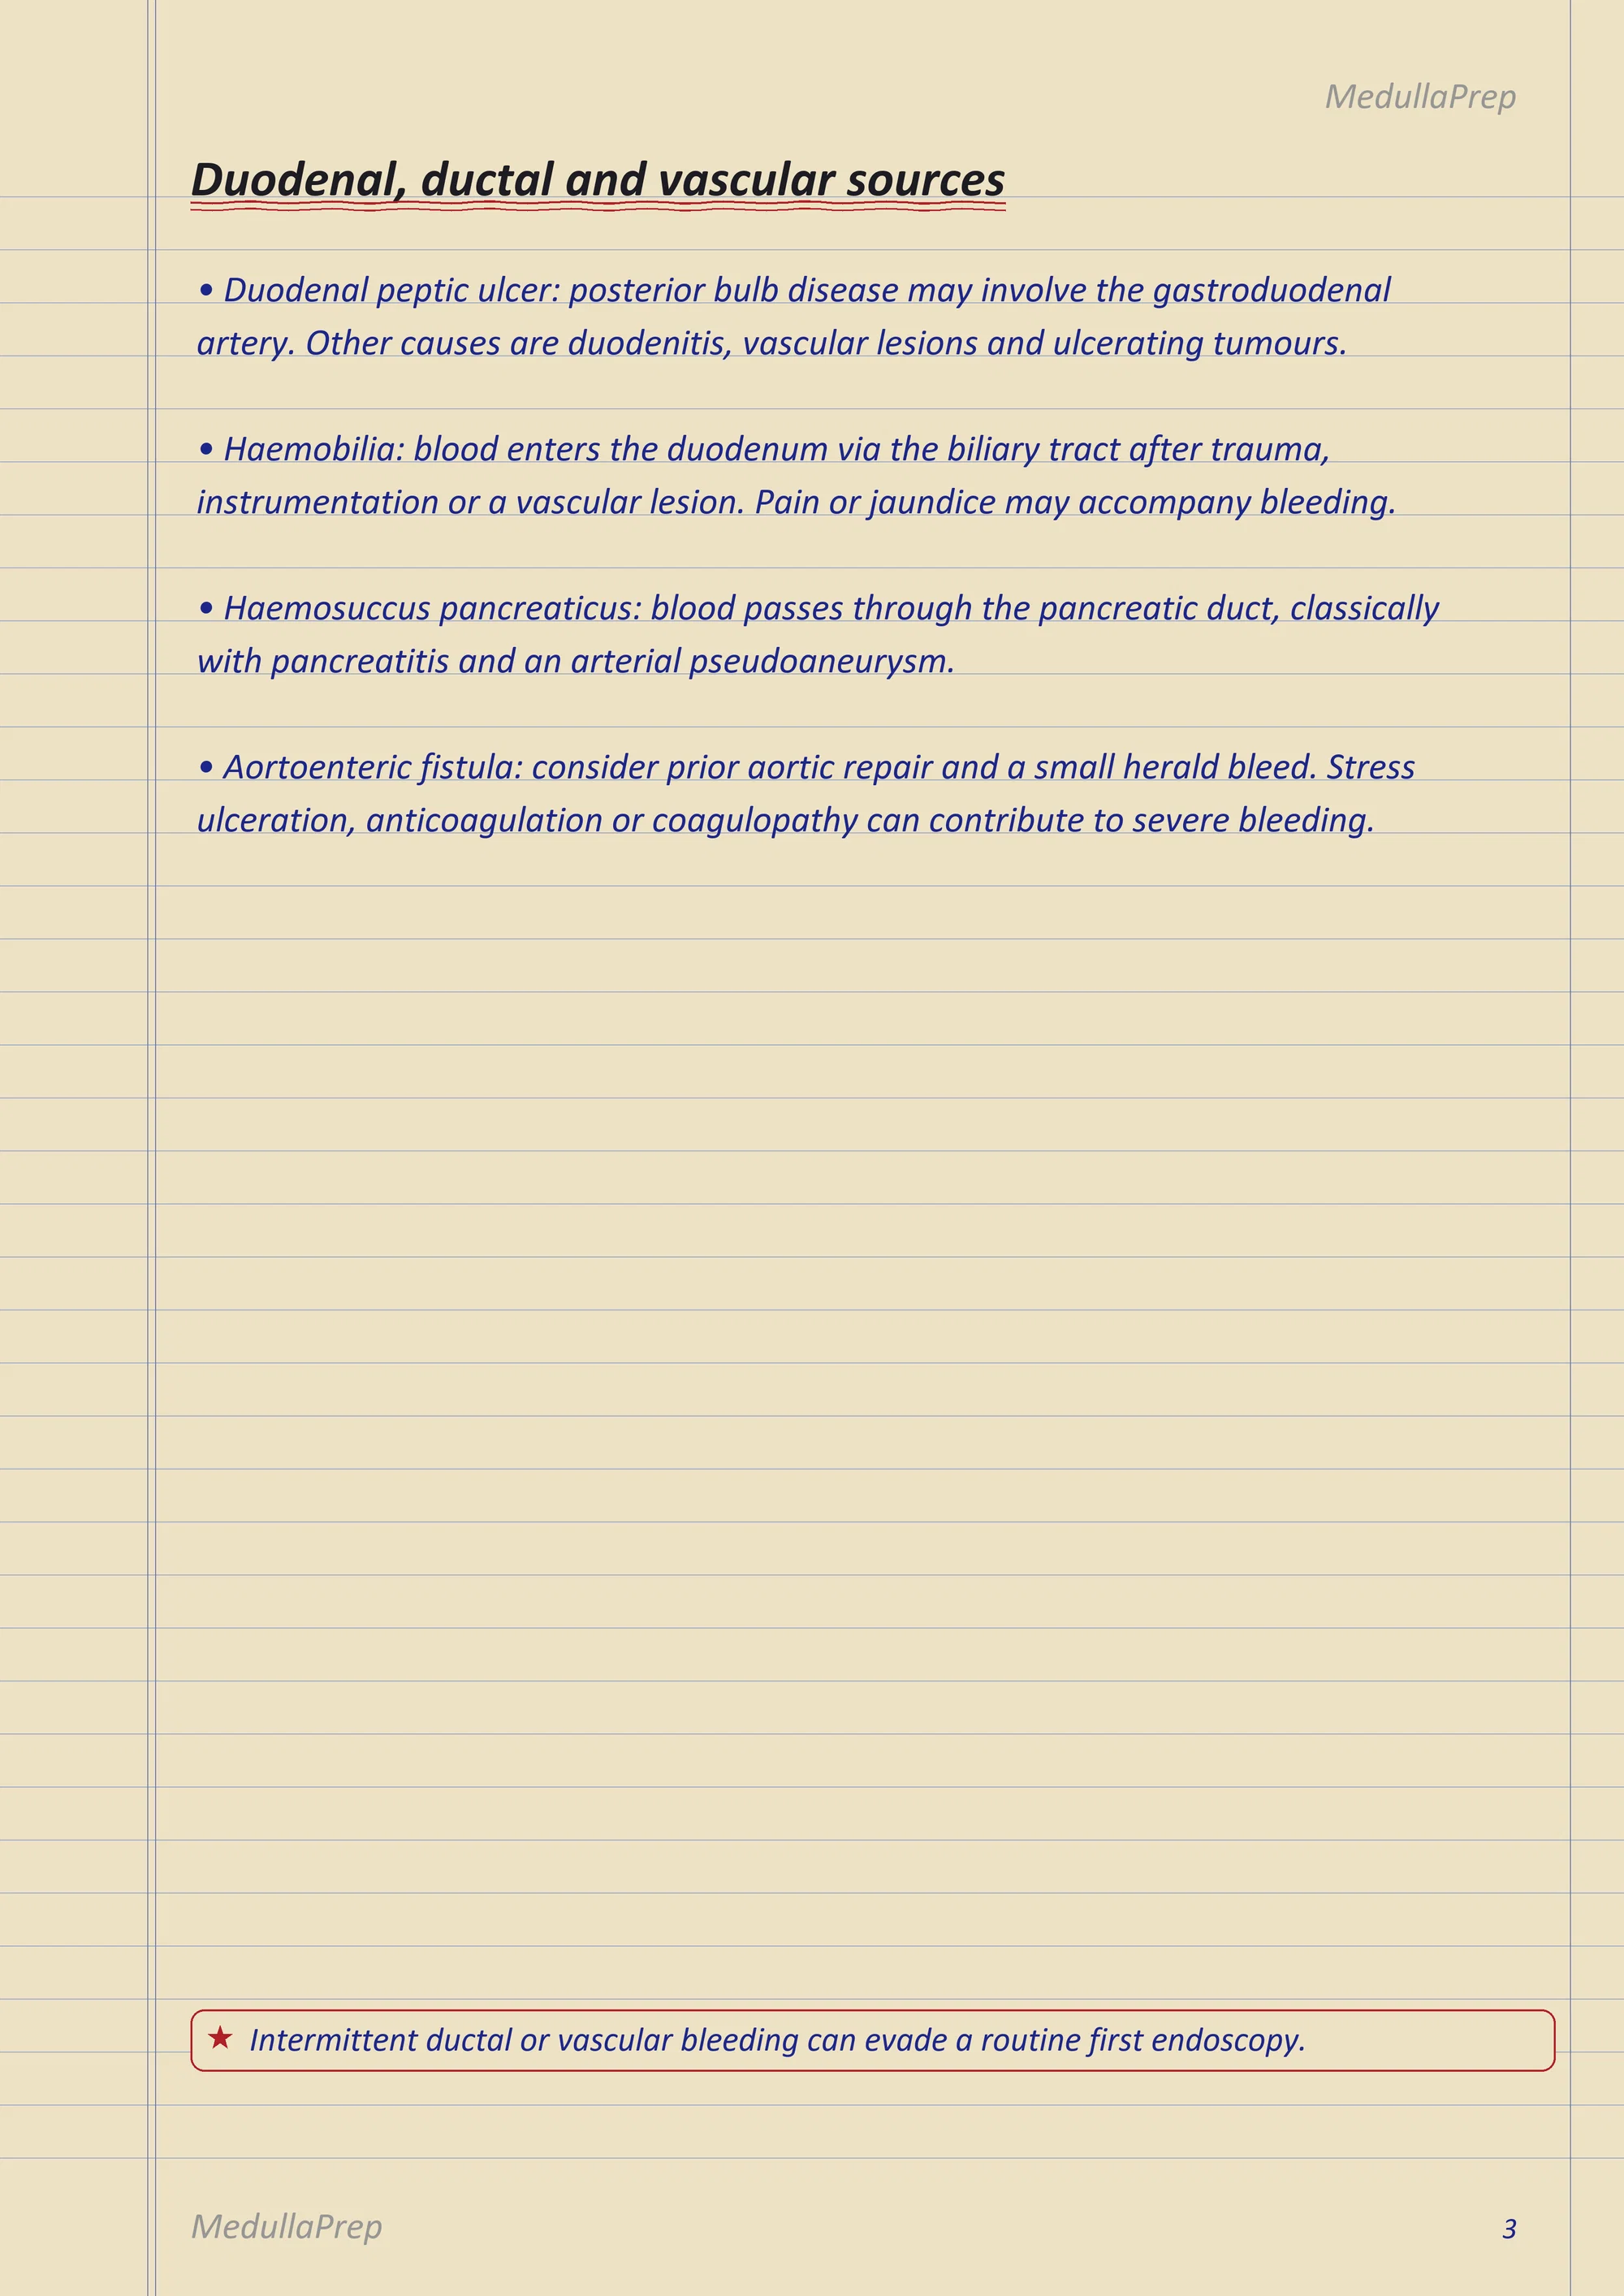 MedullaPrep
Duodenal, ductal and vascular sources
• Duodenal peptic ulcer: posterior bulb disease may involve the gastroduodenal
artery. Other causes are duodenitis, vascular lesions and ulcerating tumours.
• Haemobilia: blood enters the duodenum via the biliary tract after trauma,
instrumentation or a vascular lesion. Pain or jaundice may accompany bleeding.
• Haemosuccus pancreaticus: blood passes through the pancreatic duct, classically
with pancreatitis and an arterial pseudoaneurysm.
• Aortoenteric fistula: consider prior aortic repair and a small herald bleed. Stress
ulceration, anticoagulation or coagulopathy can contribute to severe bleeding.
★ Intermittent ductal or vascular bleeding can evade a routine first endoscopy.
MedullaPrep
3